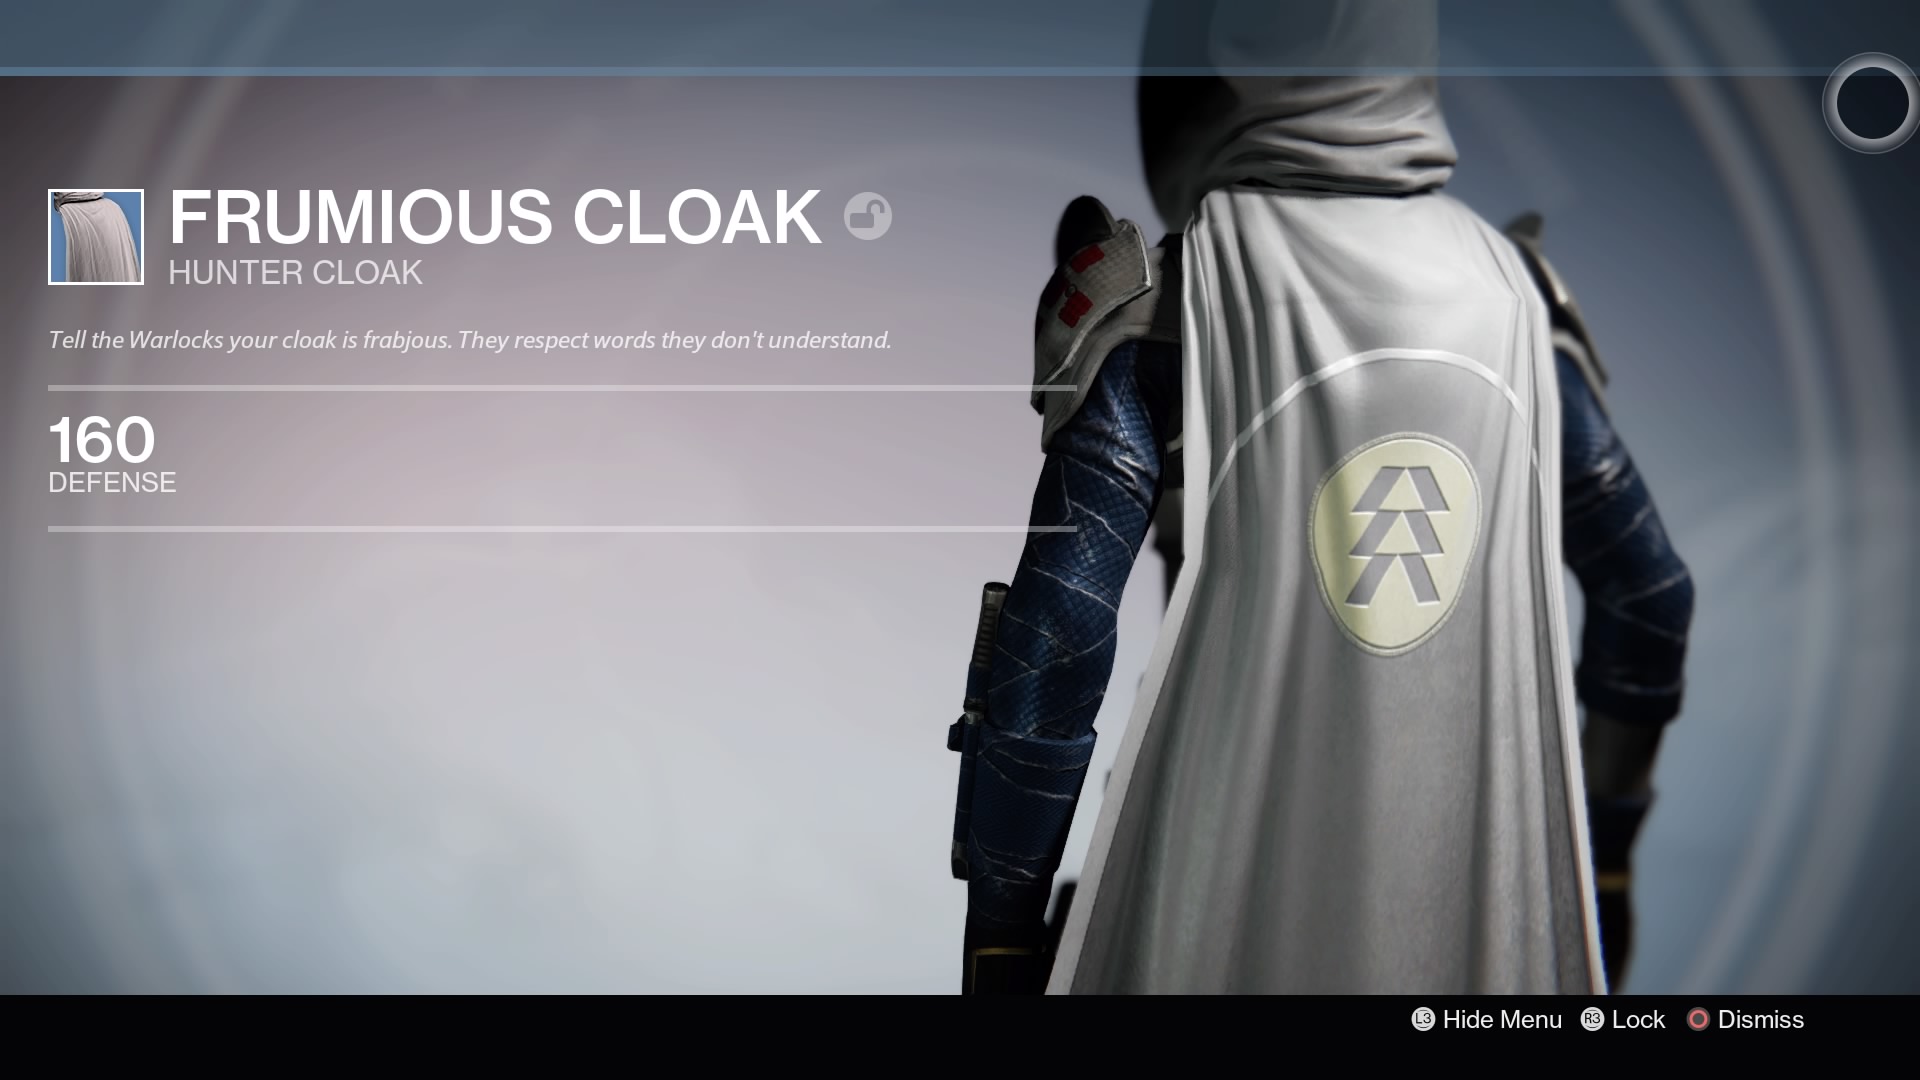 FRUMIOUS CLOAK
HUNTER CLOAK
Tell the Warlocks your cloak is frabjous. They respect words they don't understand.
160
DEFENSE
L3 Hide Menu R3 Lock Dismiss